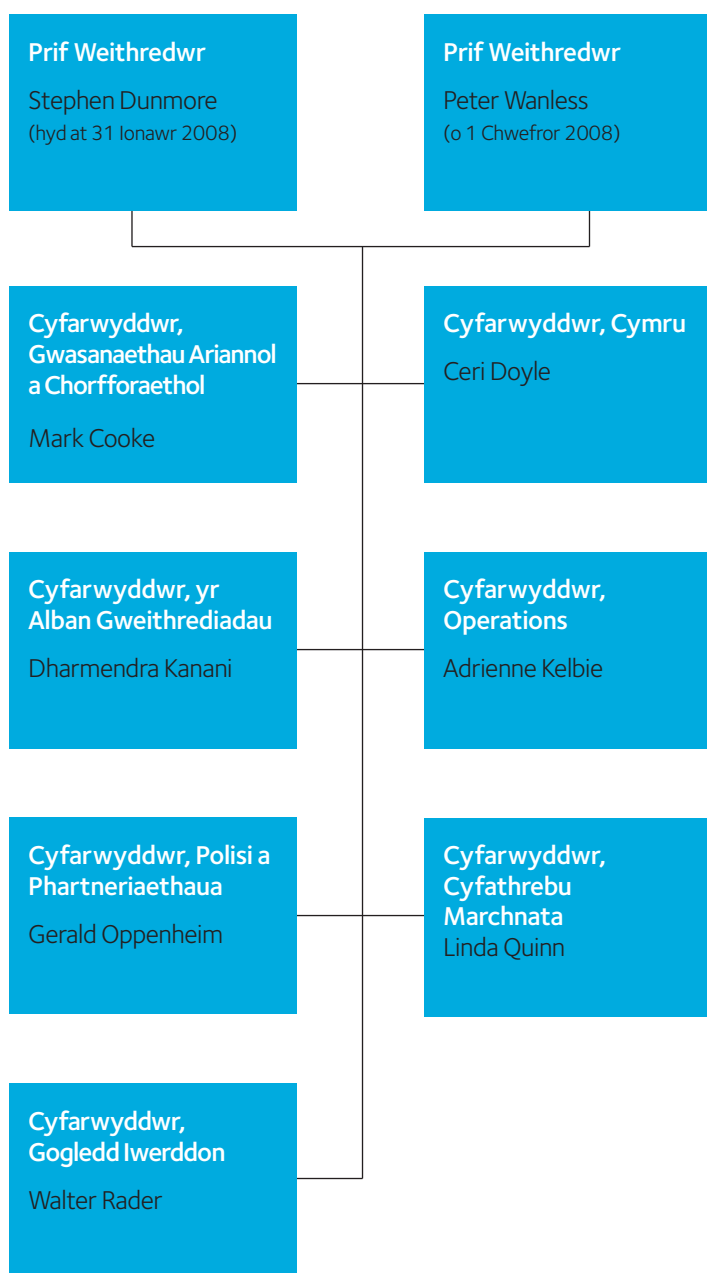 Prif Weithredwr
Stephen Dunmore
(hyd at 31 Ionawr 2008)
Prif Weithredwr
Peter Wanless
(o 1 Chwefror 2008)
Cyfarwyddwr,
Gwasanaethau Ariannol
a Chorfforaethol
Mark Cooke
Cyfarwyddwr, Cymru
Ceri Doyle
Cyfarwyddwr, yr
Alban Gweithrediadau
Dharmendra Kanani
Cyfarwyddwr,
Operations
Adrienne Kelbie
Cyfarwyddwr, Polisi a
Phartneriaethaua
Gerald Oppenheim
Cyfarwyddwr,
Cyfathrebu
Marchnata
Linda Quinn
Cyfarwyddwr,
Gogledd Iwerddon
Walter Rader